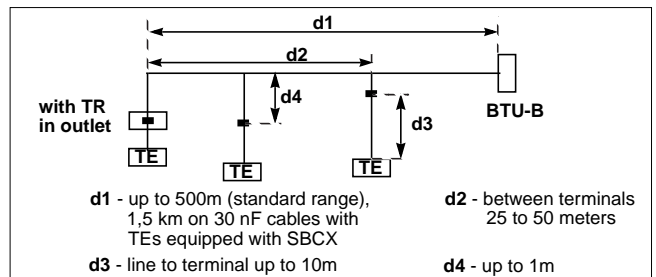 d1
d2
d4
with TR
in outlet
BTU-B
d3
TE
TE
TE
d1 - up to 500m (standard range),
1,5 km on 30 nF cables with
TEs equipped with SBCX
d2 - between terminals
25 to 50 meters
d3 - line to terminal up to 10m
d4 - up to 1m